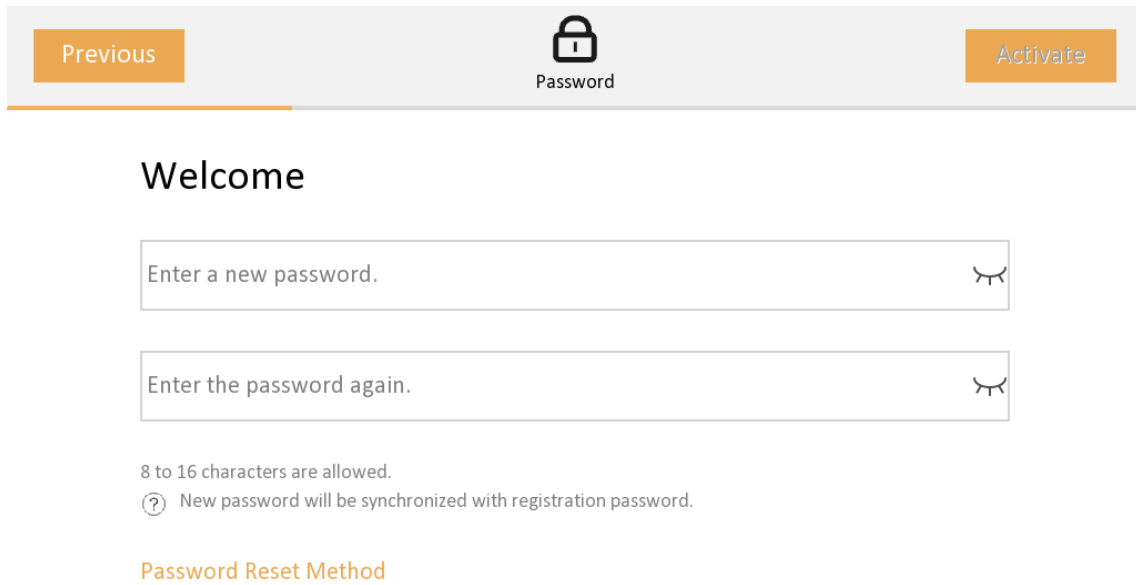 Previous
Password
Activate
Welcome
Enter a new password.
Enter the password again.
8 to 16 characters are allowed.
New password will be synchronized with registration password.
Password Reset Method